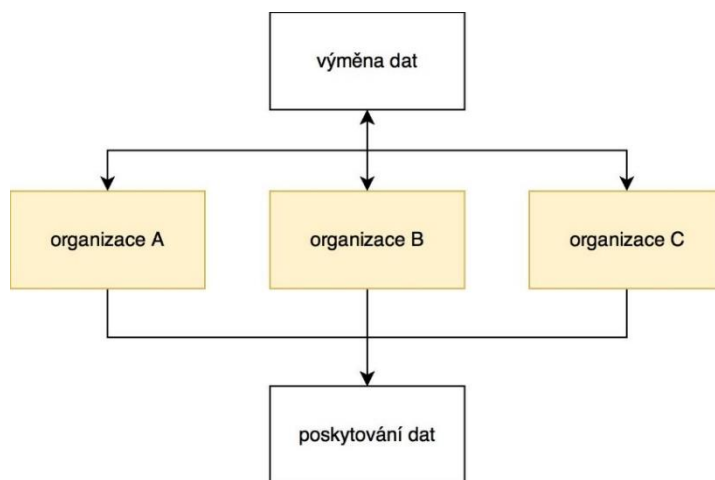 výměna dat
organizace A
organizace B
organizace C
poskytování dat